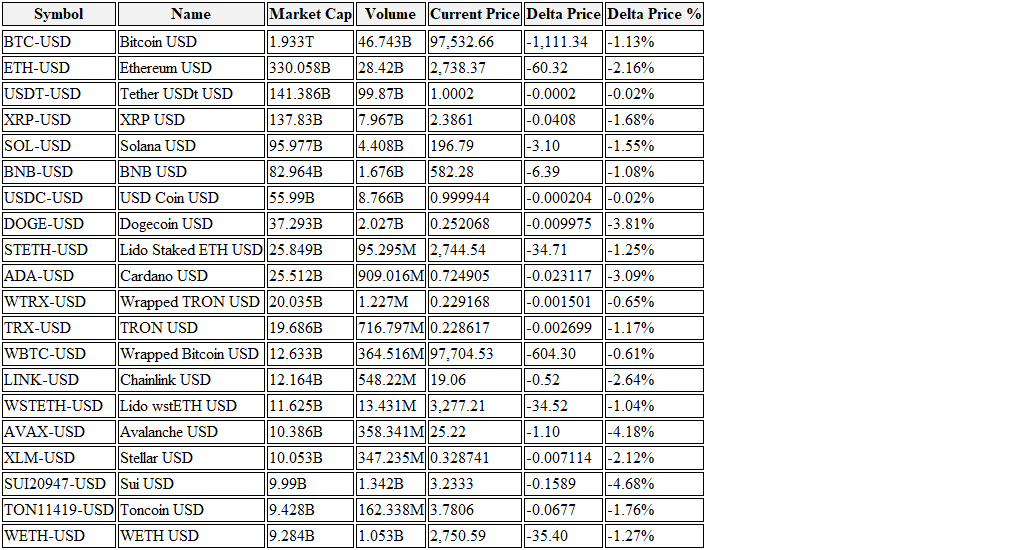 Symbol Name Market Cap Volume Current Price Delta Price Delta Price %
BTC-USD Bitcoin USD 1.933T 46.743B 97,532.66 -1,111.34 -1.13%
ETH-USD Ethereum USD 330.058B 28.42B 2,738.37 -60.32 -2.16%
USDT-USD Tether USDt USD 141.386B 99.87B 1.0002 -0.0002 -0.02%
XRP-USD XRP USD 137.83B 7.967B 2.3861 -0.0408 -1.68%
SOL-USD Solana USD 95.977B 4.408B 196.79 -3.10 -1.55%
BNB-USD BNB USD 82.964B 1.676B 582.28 -6.39 -1.08%
USDC-USD USD Coin USD 55.99B 8.766B 0.999944 -0.000204 -0.02%
DOGE-USD Dogecoin USD 37.293B 2.027B 0.252068 -0.009975 -3.81%
STETH-USD Lido Staked ETH USD 25.849B 95.295M 2,744.54 -34.71 -1.25%
ADA-USD Cardano USD 25.512B 909.016M 0.724905 -0.023117 -3.09%
WTRX-USD Wrapped TRON USD 20.035B 1.227M 0.229168 -0.001501 -0.65%
TRX-USD TRON USD 19.686B 716.797M 0.228617 -0.002699 -1.17%
WBTC-USD Wrapped Bitcoin USD 12.633B 364.516M 97,704.53 -604.30 -0.61%
LINK-USD Chainlink USD 12.164B 548.22M 19.06 -0.52 -2.64%
WSTETH-USD Lido wstETH USD 11.625B 13.431M 3,277.21 -34.52 -1.04%
AVAX-USD Avalanche USD 10.386B 358.341M 25.22 -1.10 -4.18%
XLM-USD Stellar USD 10.053B 347.235M 0.328741 -0.007114 -2.12%
SUI20947-USD Sui USD 9.99B 1.342B 3.2333 -0.1589 -4.68%
TON11419-USD Toncoin USD 9.428B 162.338M 3.7806 -0.0677 -1.76%
WETH-USD WETH USD 9.284B 1.053B 2,750.59 -35.40 -1.27%